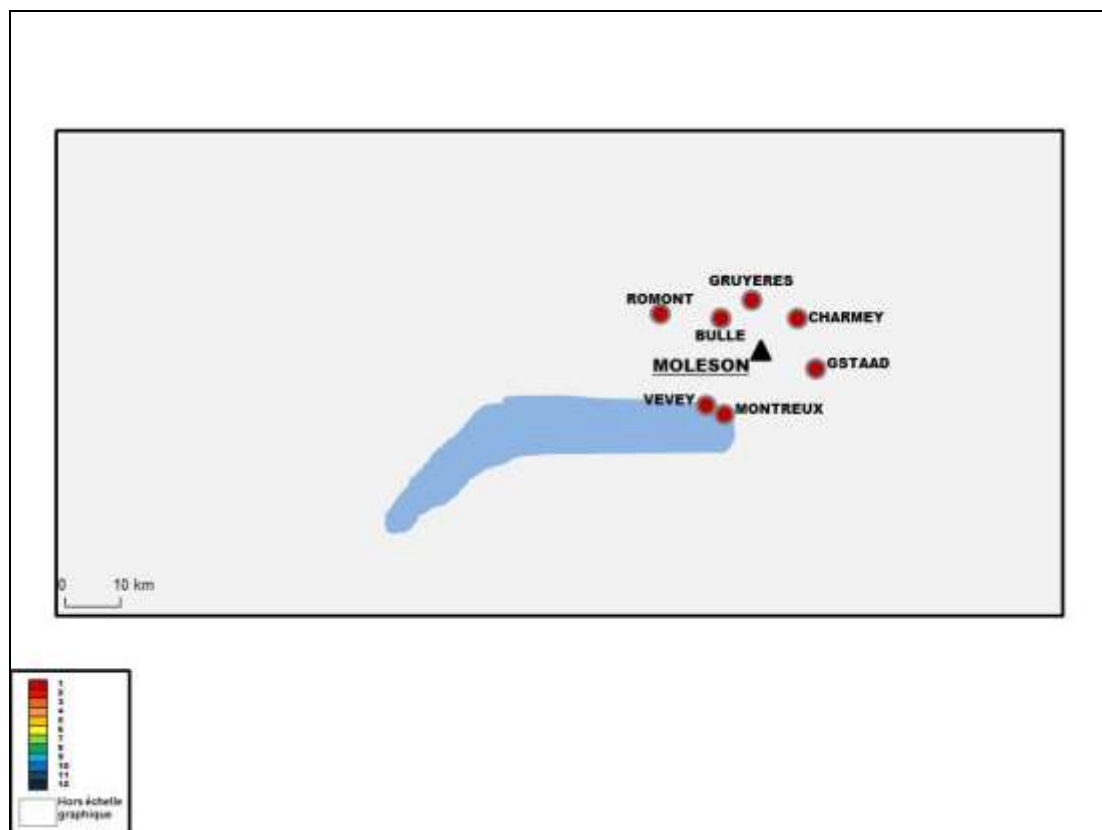 GRUYERES
ROMONT
CHARMEY
BULLE
MOLESON
GSTAAD
VEVEY
MONTREUX
0 10 km
1
2
3
4
5
6
7
8
9
10
11
12
Hors échelle
graphique